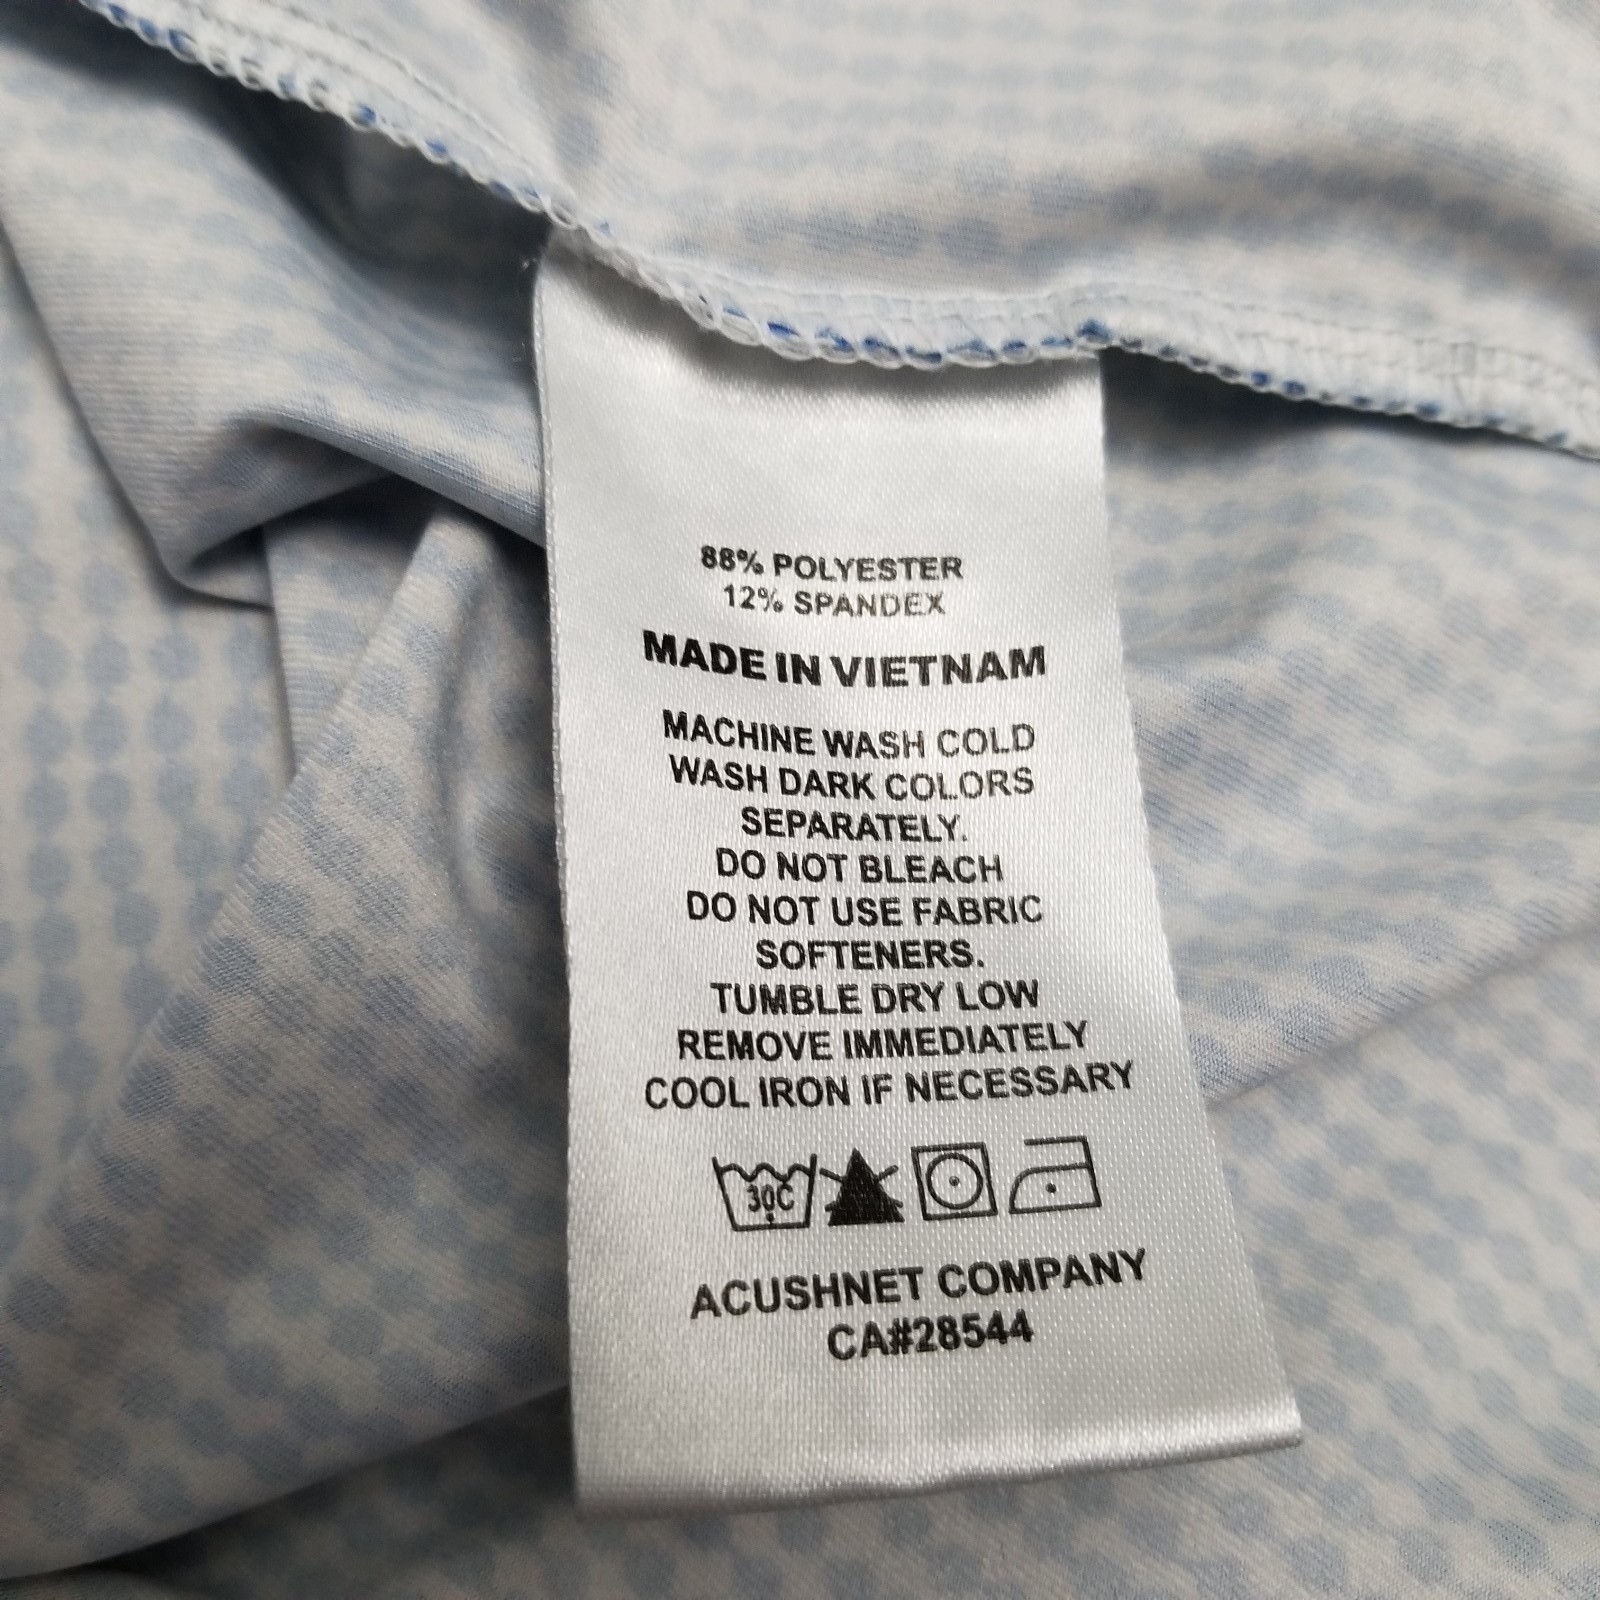 88% POLYESTER
12% SPANDEX
MADE IN VIETNAM
MACHINE WASH COLD
WASH DARK COLORS
SEPARATELY.
DO NOT BLEACH
DO NOT USE FABRIC
SOFTENERS.
TUMBLE DRY LOW
REMOVE IMMEDIATELY
COOL IRON IF NECESSARY
30C
ACUSHNET COMPANY
CA#28544